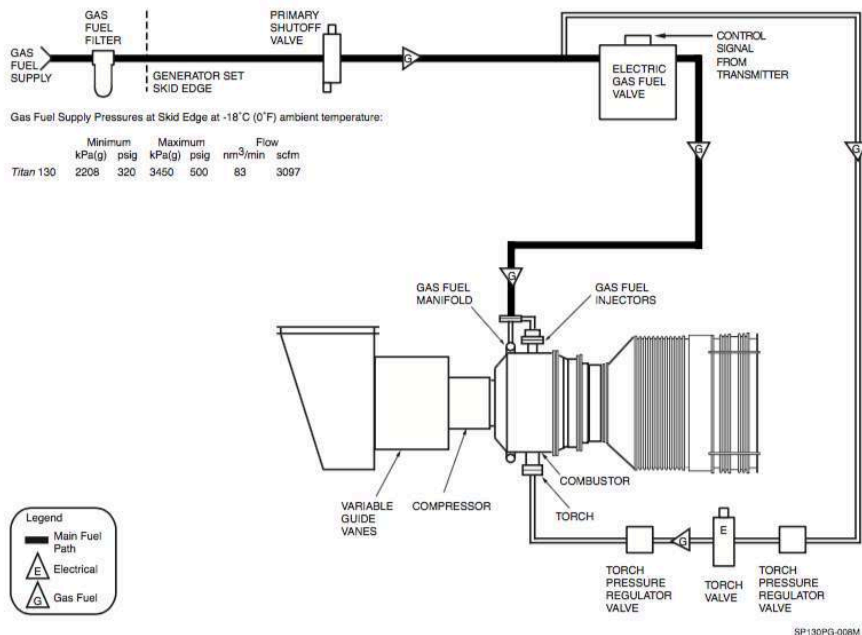 GAS
FUEL
SUPPLY
GAS
FUEL
FILTER
GENERATOR SET
SKID EDGE
PRIMARY
SHUTOFF
VALVE
G
ELECTRIC
GAS FUEL
VALVE
CONTROL
SIGNAL
FROM
TRANSMITTER
Gas Fuel Supply Pressures at Skid Edge at -18˚C (0˚F) ambient temperature:
Minimum Maximum Flow
kPa(g) psig kPa(g) psig nm³/min scfm
Titan 130 2208 320 3450 500 83 3097
G
G
G
GAS FUEL
MANIFOLD
GAS FUEL
INJECTORS
VARIABLE
GUIDE
VANES
COMPRESSOR
COMBUSTOR
TORCH
G
E
TORCH
PRESSURE
REGULATOR
VALVE
TORCH
VALVE
TORCH
PRESSURE
REGULATOR
VALVE
Legend
Main Fuel
Path
E Electrical
G Gas Fuel
SP130PG-008M